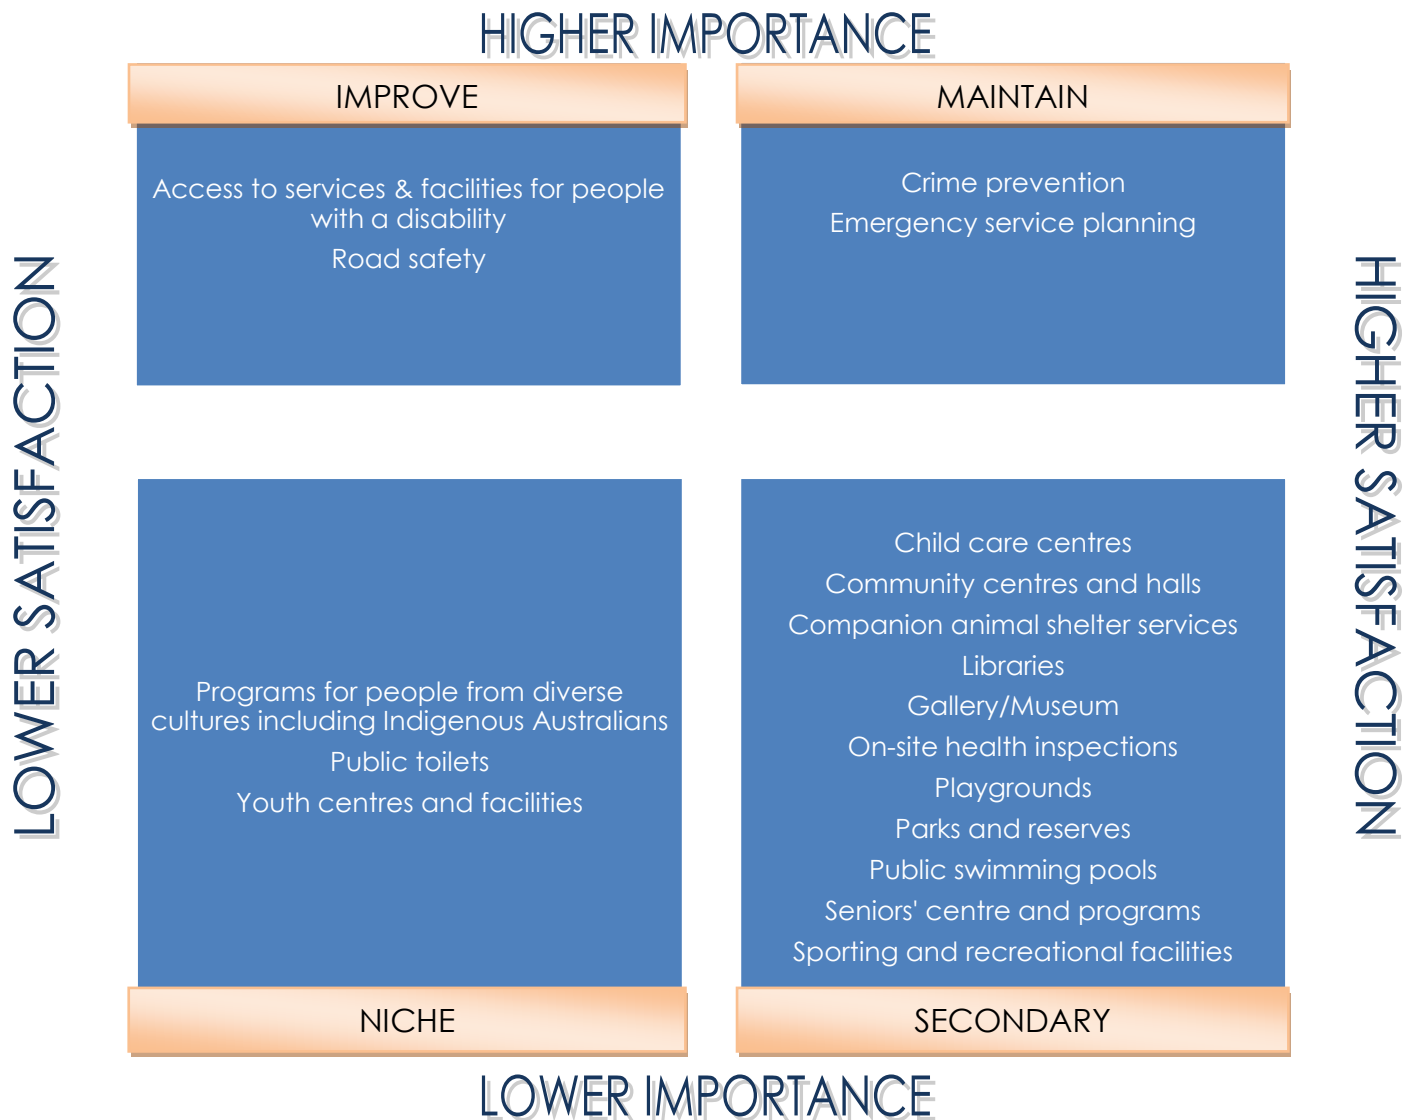 HIGHER IMPORTANCE
IMPROVE
MAINTAIN
Access to services & facilities for people
with a disability
Road safety
Crime prevention
Emergency service planning
LOWER SATISFACTION
HIGHER SATISFACTION
Programs for people from diverse
cultures including Indigenous Australians
Public toilets
Youth centres and facilities
Child care centres
Community centres and halls
Companion animal shelter services
Libraries
Gallery/Museum
On-site health inspections
Playgrounds
Parks and reserves
Public swimming pools
Seniors' centre and programs
Sporting and recreational facilities
NICHE
SECONDARY
LOWER IMPORTANCE